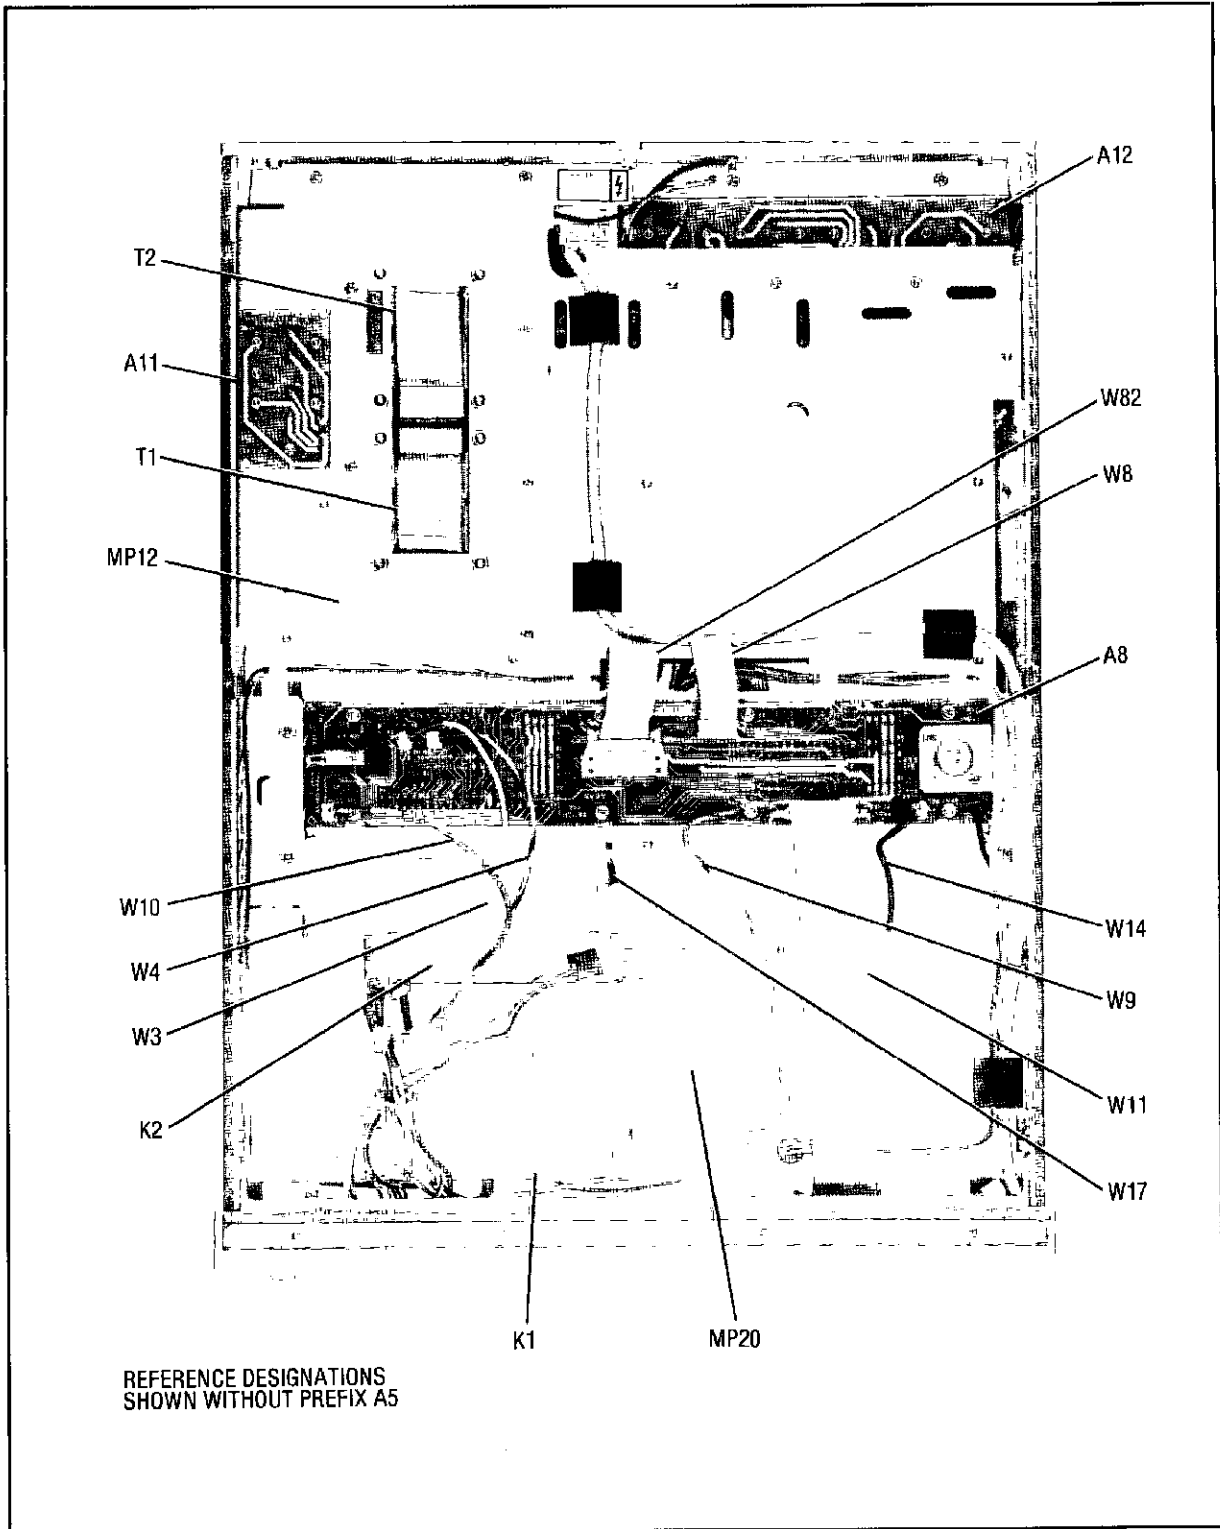 A12
T2
A11
W82
T1
W8
MP12
A8
W10
W14
W4
W9
W3
W11
K2
W17
K1
MP20
REFERENCE DESIGNATIONS
SHOWN WITHOUT PREFIX A5